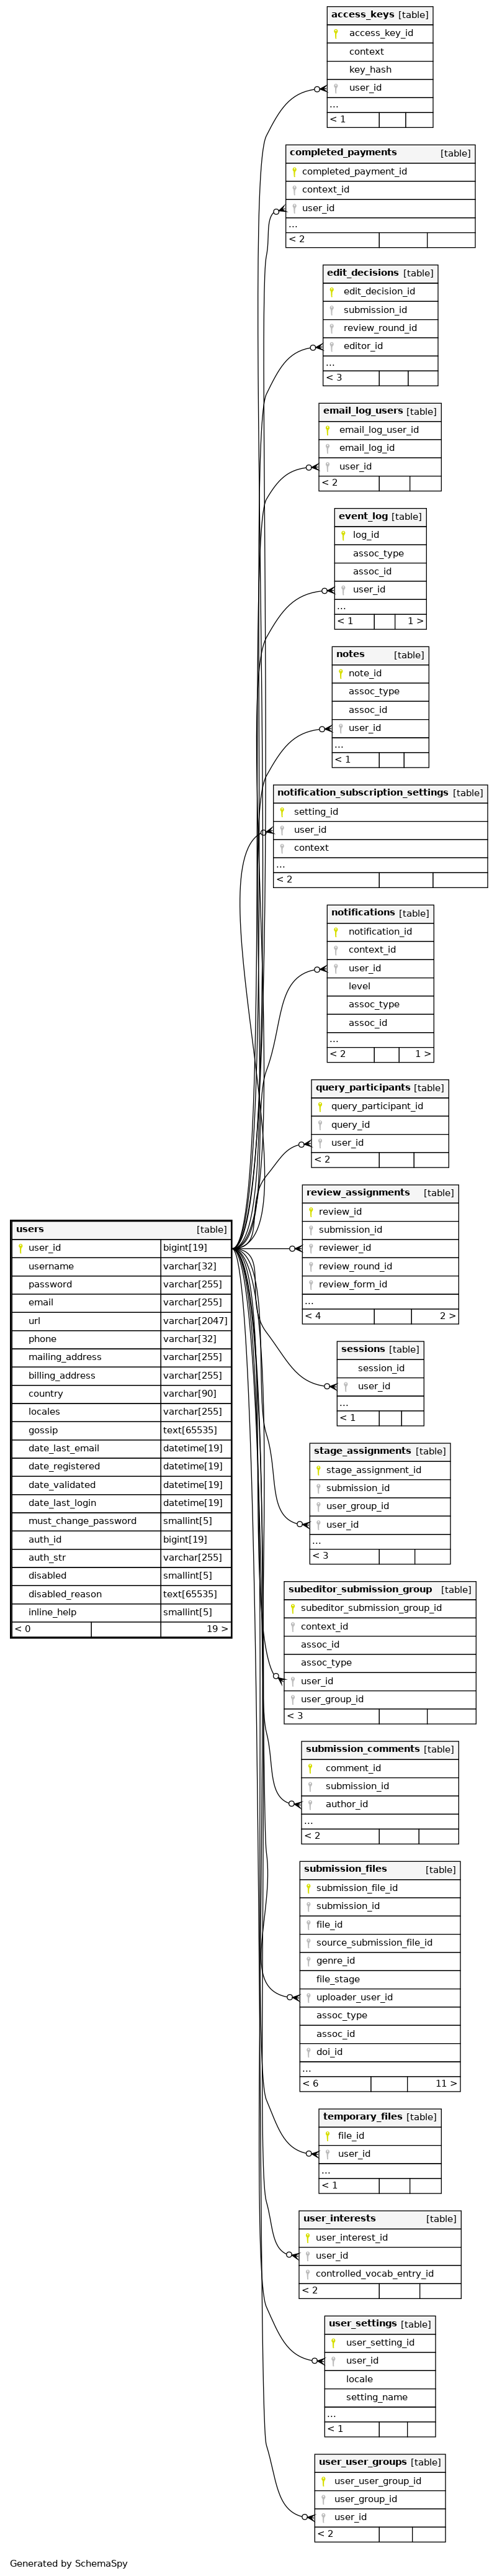 access_keys [table]
access_key_id
context
key_hash
user_id
...
< 1
completed_payments [table]
completed_payment_id
context_id
user_id
...
< 2
edit_decisions [table]
edit_decision_id
submission_id
review_round_id
editor_id
...
< 3
email_log_users [table]
email_log_user_id
email_log_id
user_id
< 2
event_log [table]
log_id
assoc_type
assoc_id
user_id
...
< 1 1 >
notes [table]
note_id
assoc_type
assoc_id
user_id
...
< 1
notification_subscription_settings [table]
setting_id
user_id
context
...
< 2
notifications [table]
notification_id
context_id
user_id
level
assoc_type
assoc_id
...
< 2 1 >
query_participants [table]
query_participant_id
query_id
user_id
< 2
review_assignments [table]
review_id
submission_id
reviewer_id
review_round_id
review_form_id
...
< 4 2 >
users [table]
user_id bigint[19]
username varchar[32]
password varchar[255]
email varchar[255]
url varchar[2047]
phone varchar[32]
mailing_address varchar[255]
billing_address varchar[255]
country varchar[90]
locales varchar[255]
gossip text[65535]
date_last_email datetime[19]
date_registered datetime[19]
date_validated datetime[19]
date_last_login datetime[19]
must_change_password smallint[5]
auth_id bigint[19]
auth_str varchar[255]
disabled smallint[5]
disabled_reason text[65535]
inline_help smallint[5]
< 0 19 >
sessions [table]
session_id
user_id
...
< 1
stage_assignments [table]
stage_assignment_id
submission_id
user_group_id
user_id
...
< 3
subeditor_submission_group [table]
subeditor_submission_group_id
context_id
assoc_id
assoc_type
user_id
user_group_id
< 3
submission_comments [table]
comment_id
submission_id
author_id
...
< 2
submission_files [table]
submission_file_id
submission_id
file_id
source_submission_file_id
genre_id
file_stage
uploader_user_id
assoc_type
assoc_id
doi_id
...
< 6 11 >
temporary_files [table]
file_id
user_id
...
< 1
user_interests [table]
user_interest_id
user_id
controlled_vocab_entry_id
< 2
user_settings [table]
user_setting_id
user_id
locale
setting_name
...
< 1
user_user_groups [table]
user_user_group_id
user_group_id
user_id
< 2
Generated by SchemaSpy